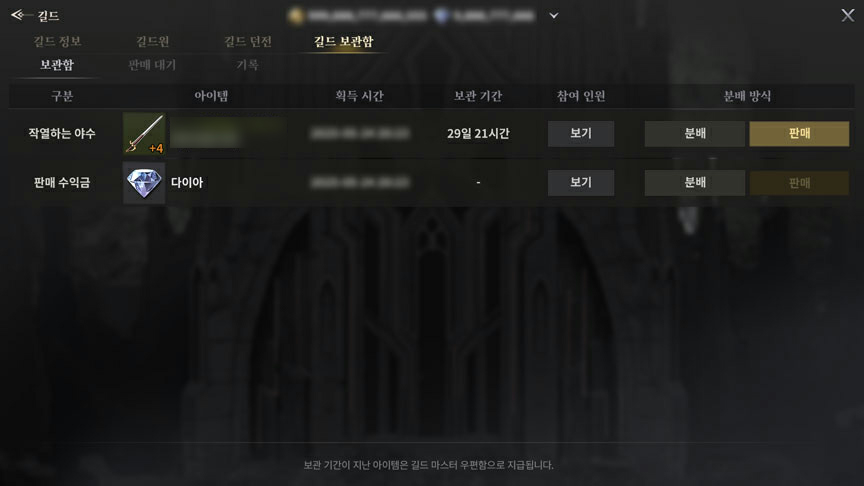 길드
길드 정보 길드원 길드 던전 길드 보관함
보관함 판매 대기 기록
구분 아이템 획득 시간 보관 기간 참여 인원 분배 방식
작열하는 야수 +4 29일 21시간 보기 분배 판매
판매 수익금 다이아 - 보기 분배 판매
보관 기간이 지난 아이템은 길드 마스터 우편함으로 지급됩니다.